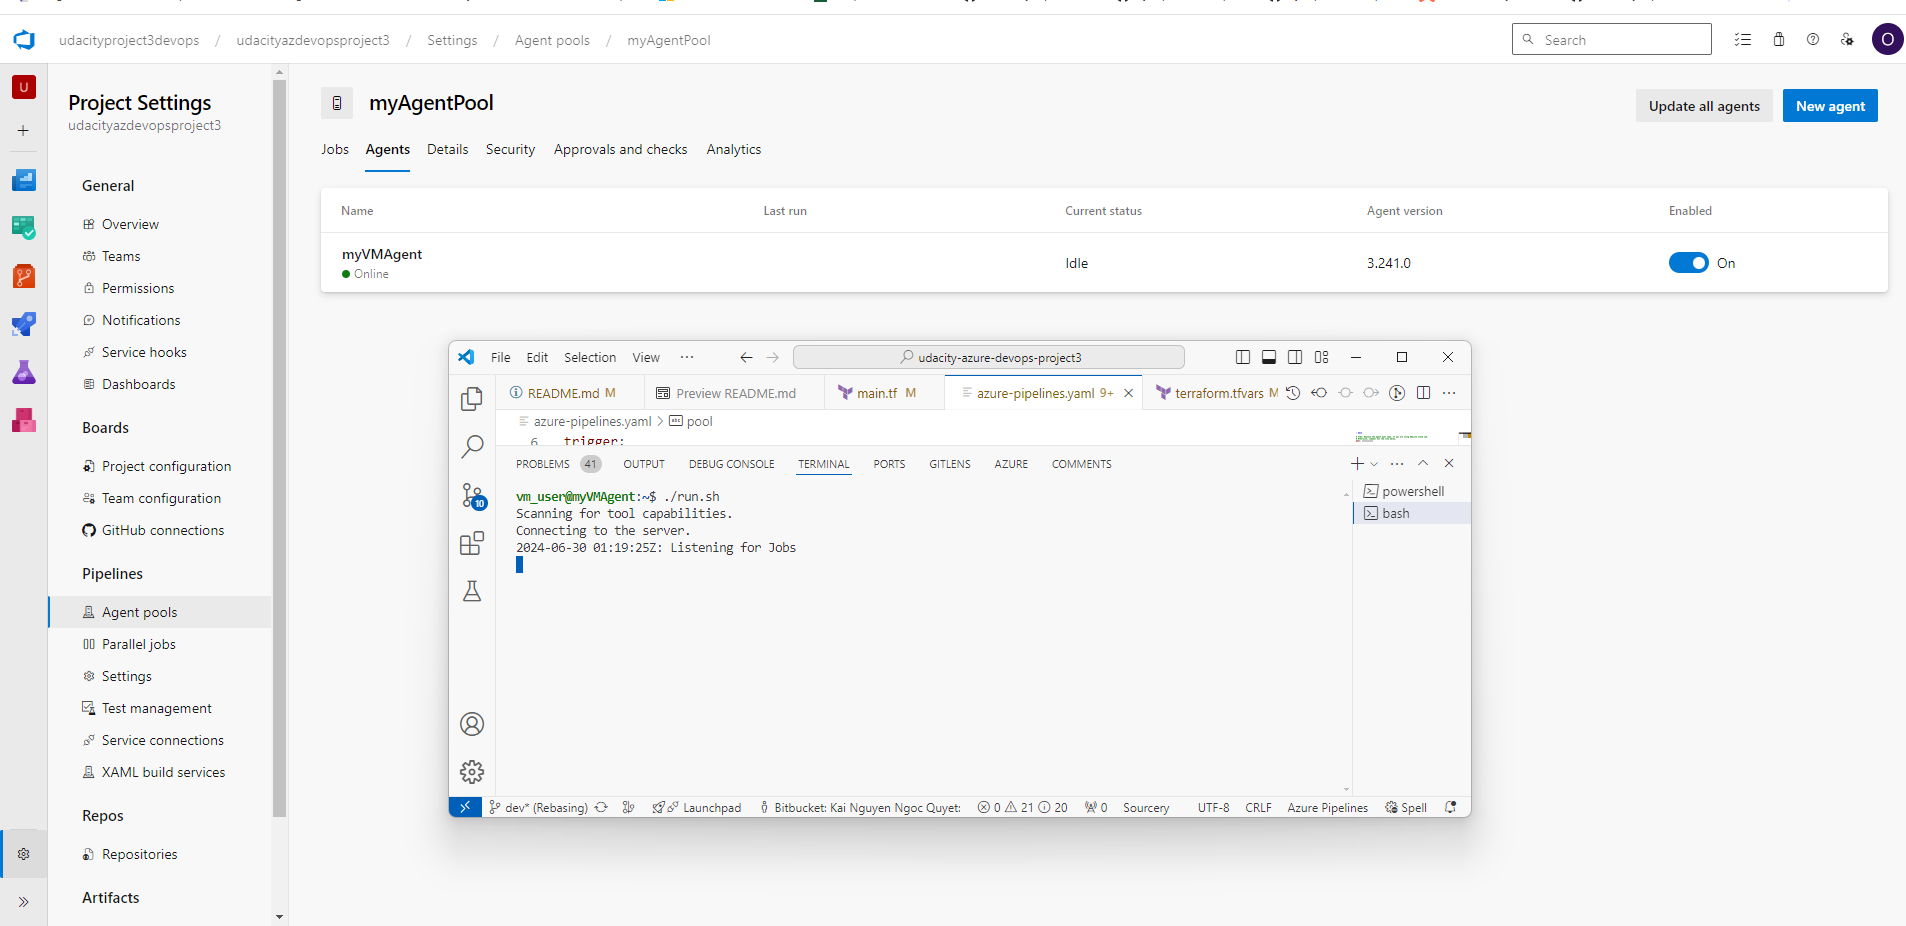 udacityproject3devops / udacityazdevopsproject3 / Settings / Agent pools / myAgentPool
Search
O
U
Project Settings
udacityazdevopsproject3
General
Overview
Teams
Permissions
Notifications
Service hooks
Dashboards
Boards
Project configuration
Team configuration
GitHub connections
Pipelines
Agent pools
Parallel jobs
Settings
Test management
Service connections
XAML build services
Repos
Repositories
Artifacts
myAgentPool
Update all agents
New agent
Jobs Agents Details Security Approvals and checks Analytics
Name Last run Current status Agent version Enabled
myVMAgent
Online
Idle 3.241.0 On
File Edit Selection View ···
udacity-azure-devops-project3
README.md M
Preview README.md
main.tf M
azure-pipelines.yaml 9+
terraform.tfvars M
azure-pipelines.yaml > pool
6 trigger:
PROBLEMS 41 OUTPUT DEBUG CONSOLE TERMINAL PORTS GITLENS AZURE COMMENTS
vm_user@myVMAgent:~$ ./run.sh
Scanning for tool capabilities.
Connecting to the server.
2024-06-30 01:19:25Z: Listening for Jobs
powershell
bash
10
dev* (Rebasing) Launchpad Bitbucket: Kai Nguyen Ngoc Quyet: 0 21 20 0 Sourcery UTF-8 CRLF Azure Pipelines Spell